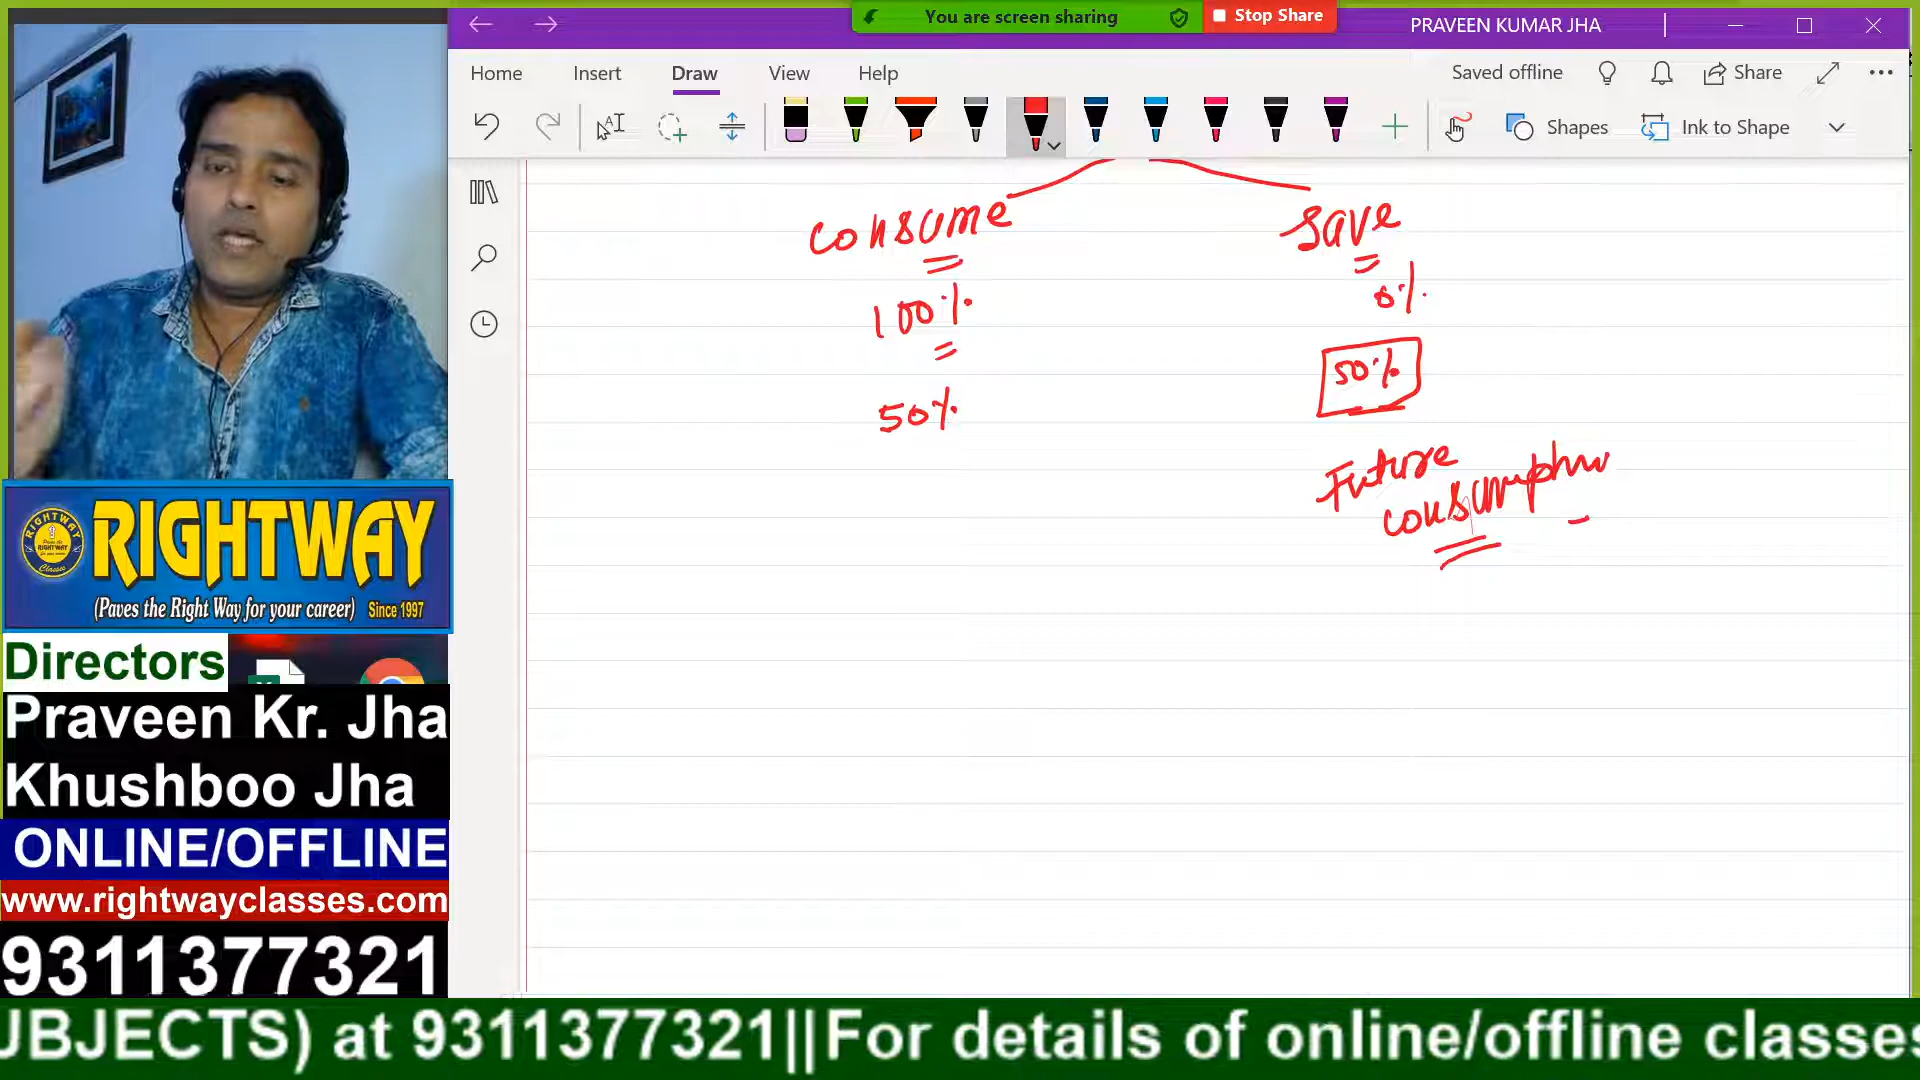 You are screen sharing
Stop Share
PRAVEEN KUMAR JHA
Home
Insert
Draw
View
Help
Saved offline
Share
Shapes
Ink to Shape
Consume
Save
100%
0%
50%
50%
Future
RIGHTWAY
Classes
RIGHTWAY
(Paves the Right Way for your career)
Since 1997
Directors
Praveen Kr. Jha
Khushboo Jha
ONLINE/OFFLINE
www.rightwayclasses.com
9311377321
UBJECTS) at 9311377321||For details of online/offline classes